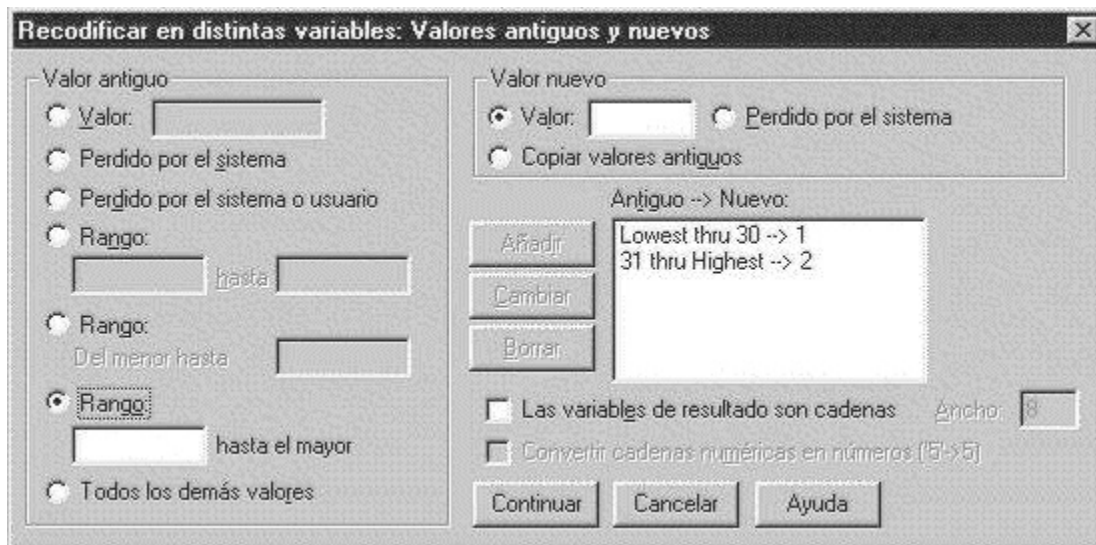 Recodificar en distintas variables: Valores antiguos y nuevos
Valor antiguo
Valor:
Perdido por el sistema
Perdido por el sistema o usuario
Rango:
hasta
Rango:
Del menor hasta
Rango:
hasta el mayor
Todos los demás valores
Valor nuevo
Valor:
Perdido por el sistema
Copiar valores antiguos
Antiguo --> Nuevo:
Añadir
Cambiar
Borrar
Lowest thru 30 --> 1
31 thru Highest --> 2
Las variables de resultado son cadenas
Ancho:
8
Convertir cadenas numéricas en números ('5'->5)
Continuar
Cancelar
Ayuda